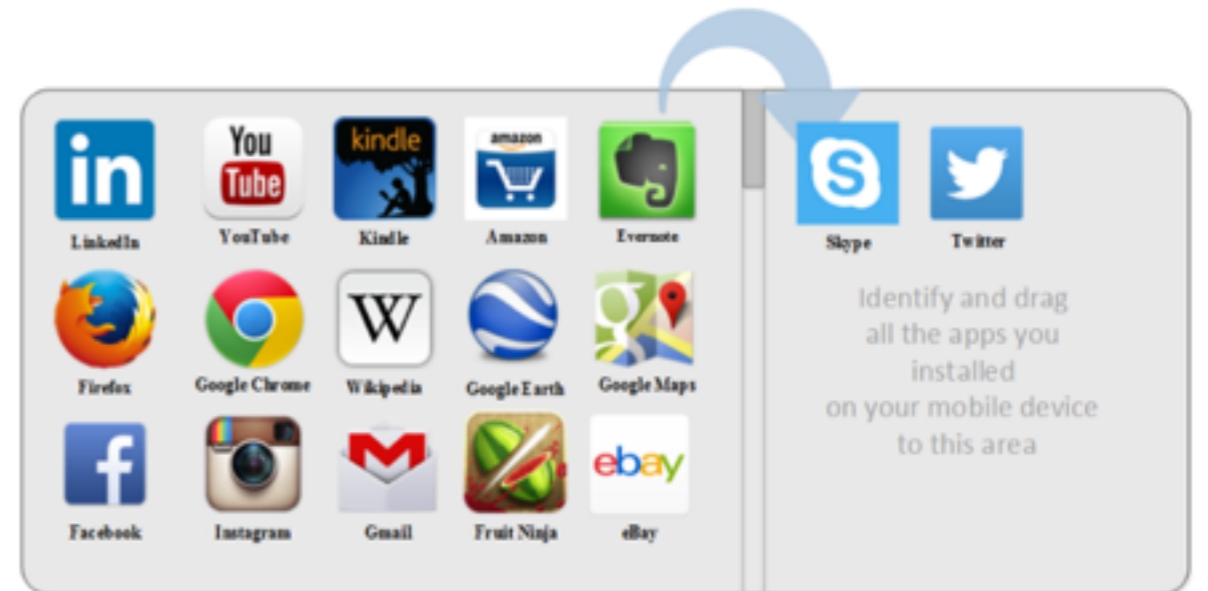 in
You
Tube
kindle
amazon
S
LinkedIn
YouTube
Kindle
Amazon
Evernote
Skype
Twitter
W
g
Firefox
Google Chrome
Wikipedia
Google Earth
Google Maps
Identify and drag
all the apps you
installed
on your mobile device
to this area
f
M
ebay
Facebook
Instagram
Gmail
Fruit Ninja
eBay